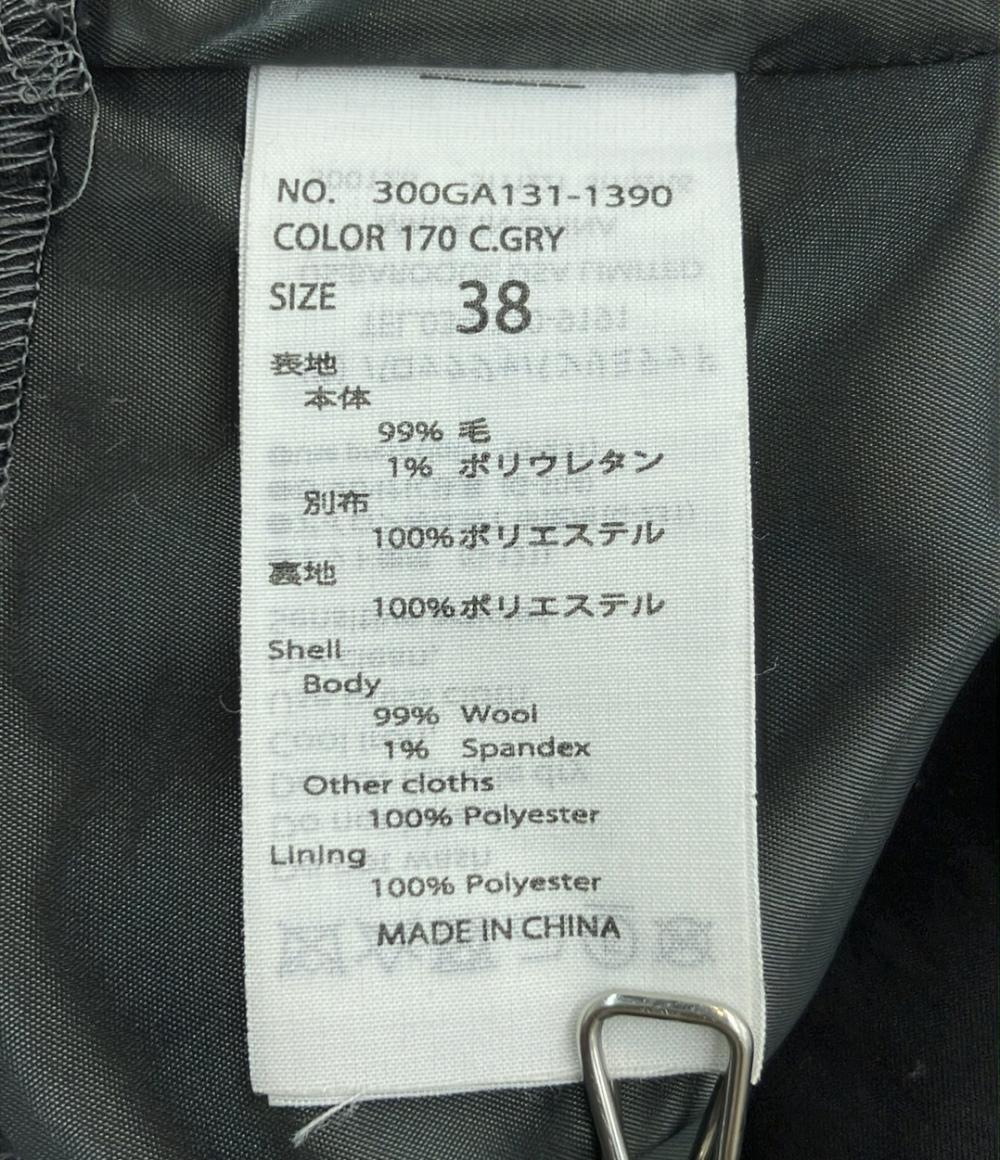 NO. 300GA131-1390
COLOR 170 C.GRY
SIZE 38
表地
本体
99% 毛
1% ポリウレタン
別布
100%ポリエステル
裏地
100%ポリエステル
Shell
Body
99% Wool
1% Spandex
Other cloths
100% Polyester
Lining
100% Polyester
MADE IN CHINA